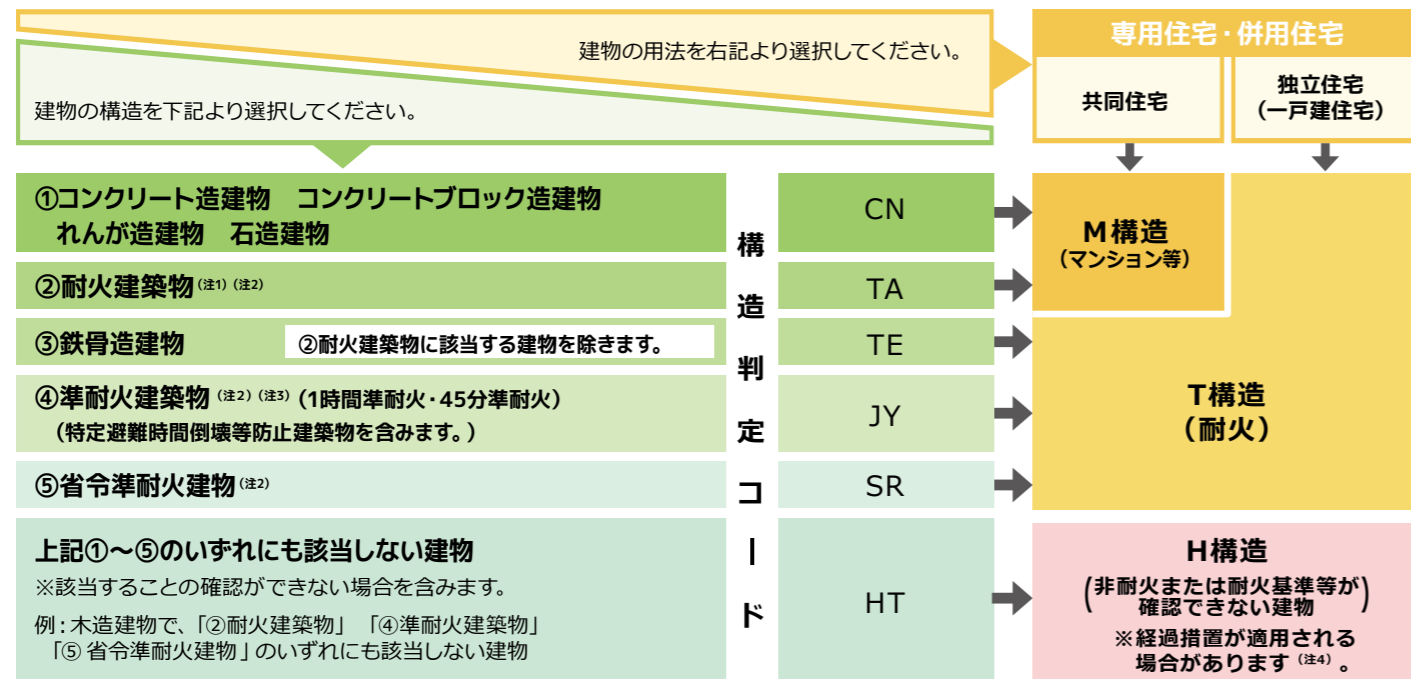 建物の用法を右記より選択してください。
建物の構造を下記より選択してください。
専用住宅・併用住宅
共同住宅
独立住宅
（一戸建住宅）
①コンクリート造建物　コンクリートブロック造建物
れんが造建物　石造建物
②耐火建築物（注1）（注2）
③鉄骨造建物
②耐火建築物に該当する建物を除きます。
④準耐火建築物（注2）（注3）（1時間準耐火・45分準耐火）
（特定避難時間倒壊等防止建築物を含みます。）
⑤省令準耐火建物（注2）
上記①～⑤のいずれにも該当しない建物
※該当することの確認ができない場合を含みます。
例：木造建物で、「②耐火建築物」「④準耐火建築物」
「⑤ 省令準耐火建物」のいずれにも該当しない建物
構造判定コード
CN
TA
TE
JY
SR
HT
M構造
（マンション等）
T構造
（耐火）
H構造
（非耐火または耐火基準等が
確認できない建物）
※経過措置が適用される
場合があります（注4）。